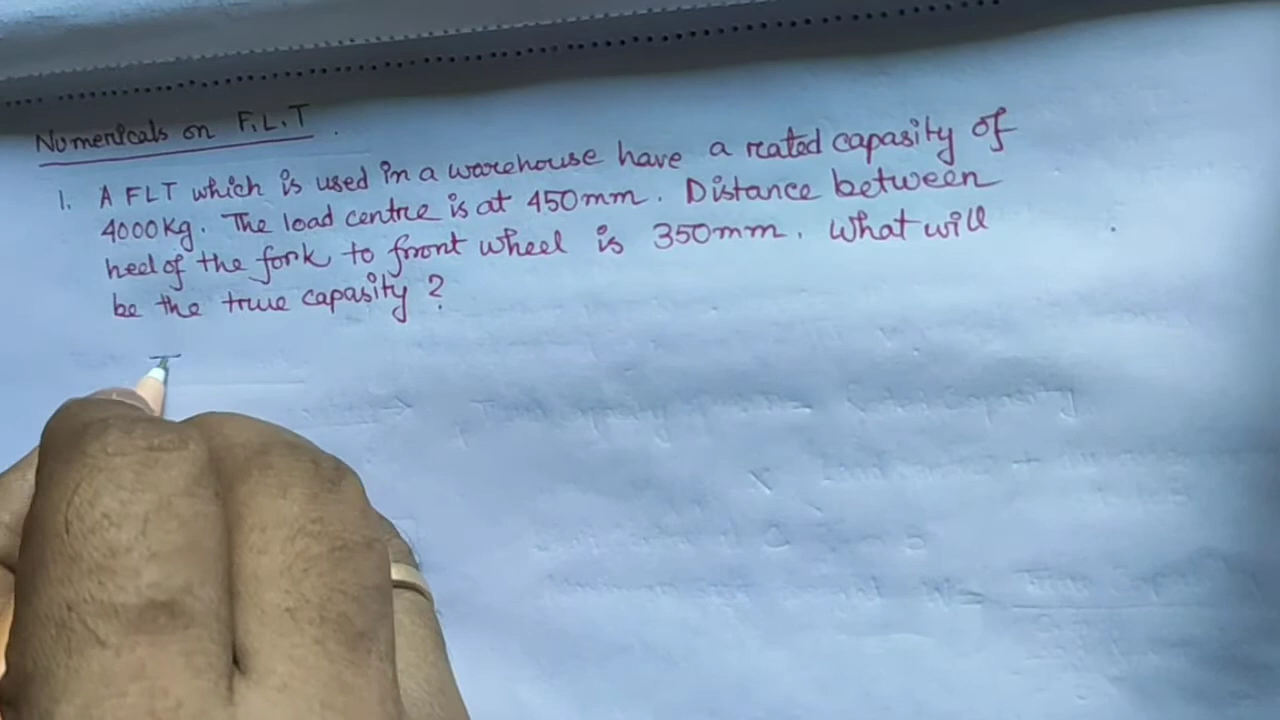 Numericals on F.L.T.
1. A FLT which is used in a warehouse have a rated capasity of
4000kg. The load centre is at 450mm. Distance between
heel of the fork to front wheel is 350mm. What will
be the true capasity ?